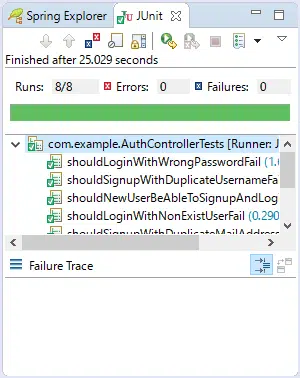 Spring Explorer JUnit
Finished after 25.029 seconds
Runs: 8/8 Errors: 0 Failures: 0
com.example.AuthControllerTests [Runner: J
shouldLoginWithWrongPasswordFail (1.
shouldSignupWithDuplicateUsernameFa
shouldNewUserBeAbleToSignupAndLog
shouldLoginWithNonExistUserFail (0.290
shouldSignupWithDuplicateMailAddress
Failure Trace